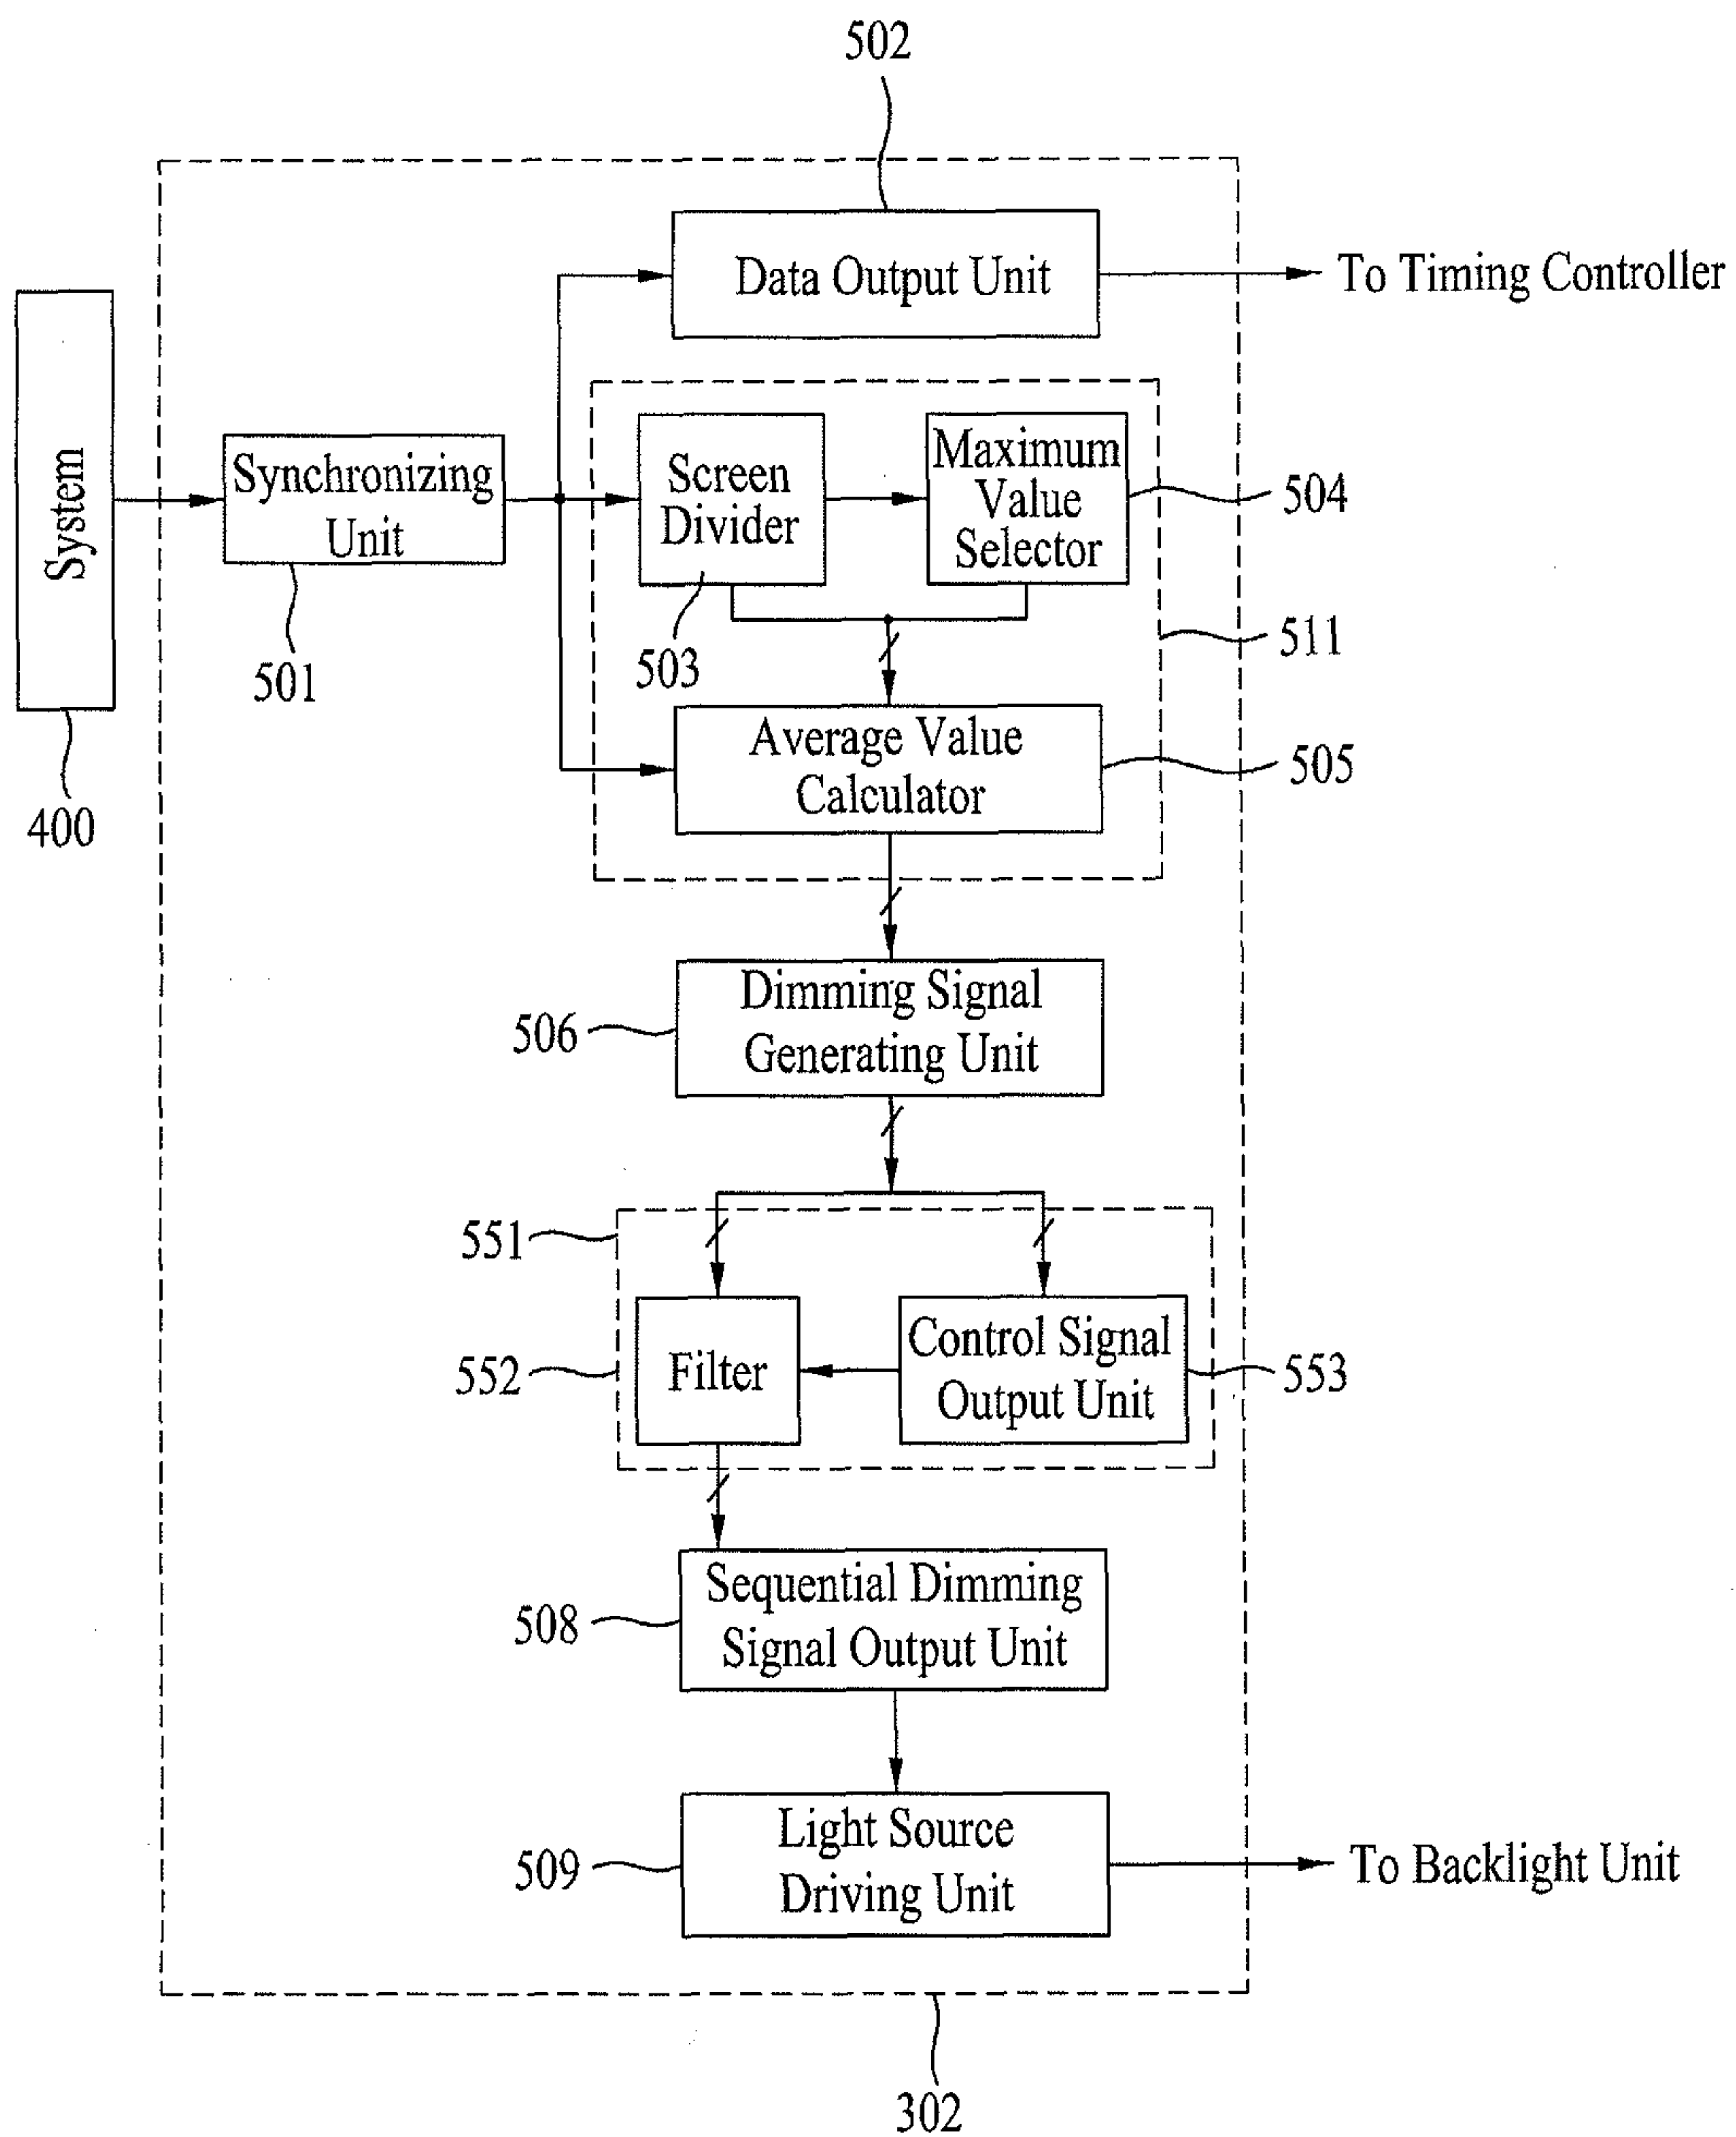 502
Data Output Unit
To Timing Controller
System
400
Synchronizing
Unit
501
Screen
Divider
503
Maximum
Value
Selector
504
511
Average Value
Calculator
505
Dimming Signal
Generating Unit
506
551
552
Filter
Control Signal
Output Unit
553
Sequential Dimming
Signal Output Unit
508
Light Source
Driving Unit
509
To Backlight Unit
302